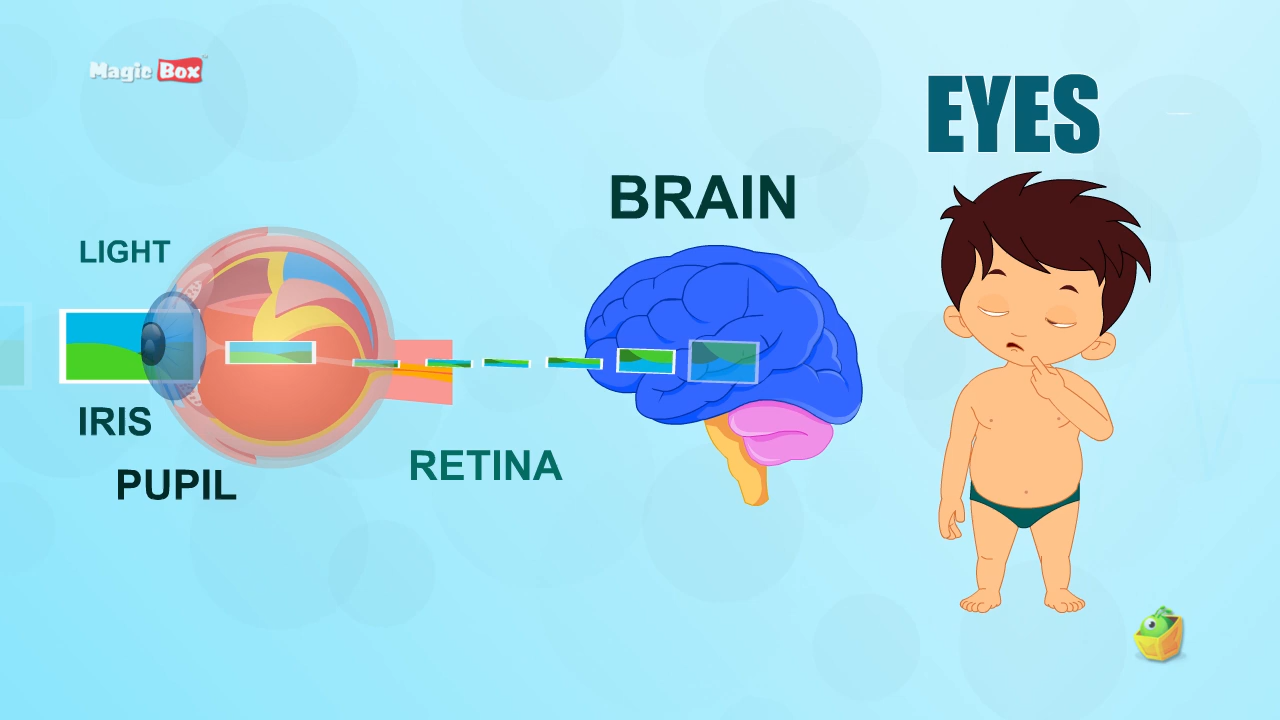 Magic Box
EYES
BRAIN
LIGHT
IRIS
PUPIL
RETINA